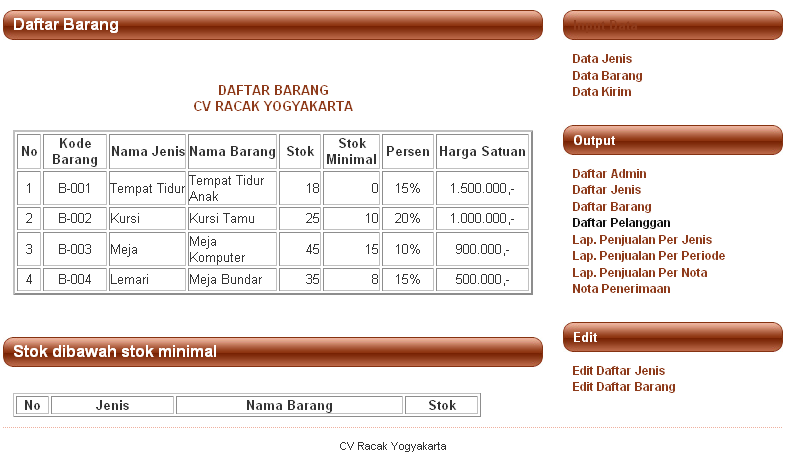 Daftar Barang
DAFTAR BARANG
CV RACAK YOGYAKARTA
No Kode Barang Nama Jenis Nama Barang Stok Stok Minimal Persen Harga Satuan
1 B-001 Tempat Tidur Tempat Tidur Anak 18 0 15% 1.500.000,-
2 B-002 Kursi Kursi Tamu 25 10 20% 1.000.000,-
3 B-003 Meja Meja Komputer 45 15 10% 900.000,-
4 B-004 Lemari Meja Bundar 35 8 15% 500.000,-
Stok dibawah stok minimal
No Jenis Nama Barang Stok
Input Data
Data Jenis
Data Barang
Data Kirim
Output
Daftar Admin
Daftar Jenis
Daftar Barang
Daftar Pelanggan
Lap. Penjualan Per Jenis
Lap. Penjualan Per Periode
Lap. Penjualan Per Nota
Nota Penerimaan
Edit
Edit Daftar Jenis
Edit Daftar Barang
CV Racak Yogyakarta